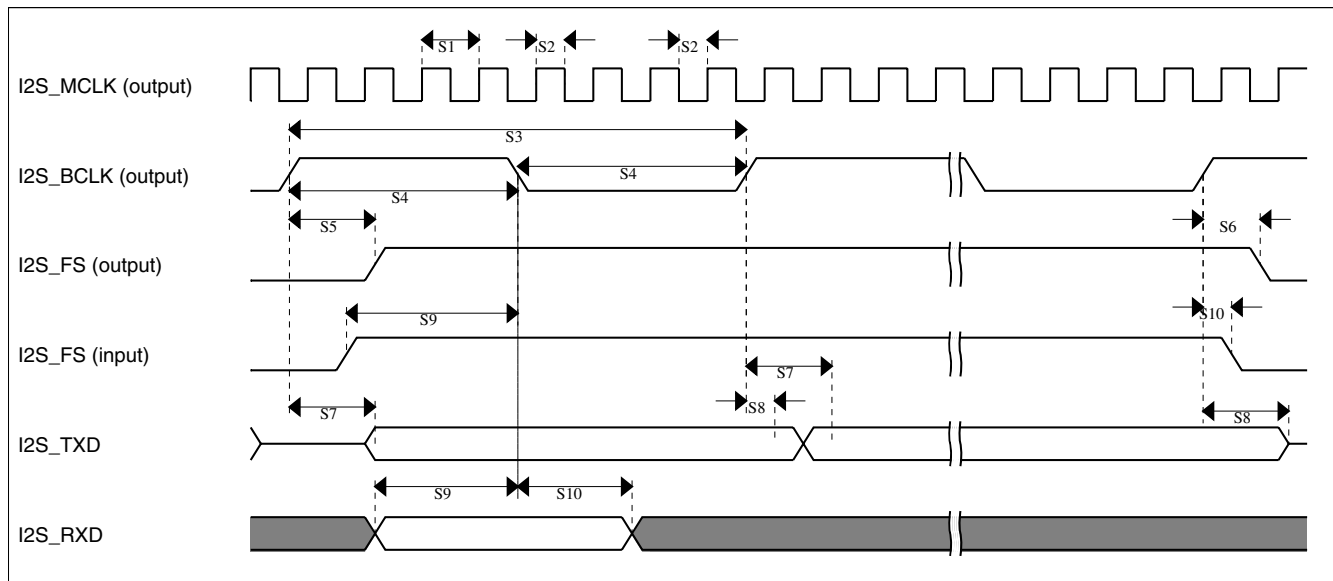 S1
S2
S2
I2S_MCLK (output)
S3
I2S_BCLK (output)
S4
S4
S5
S6
I2S_FS (output)
S9
S10
I2S_FS (input)
S7
S7
S8
S8
I2S_TXD
S9
S10
I2S_RXD